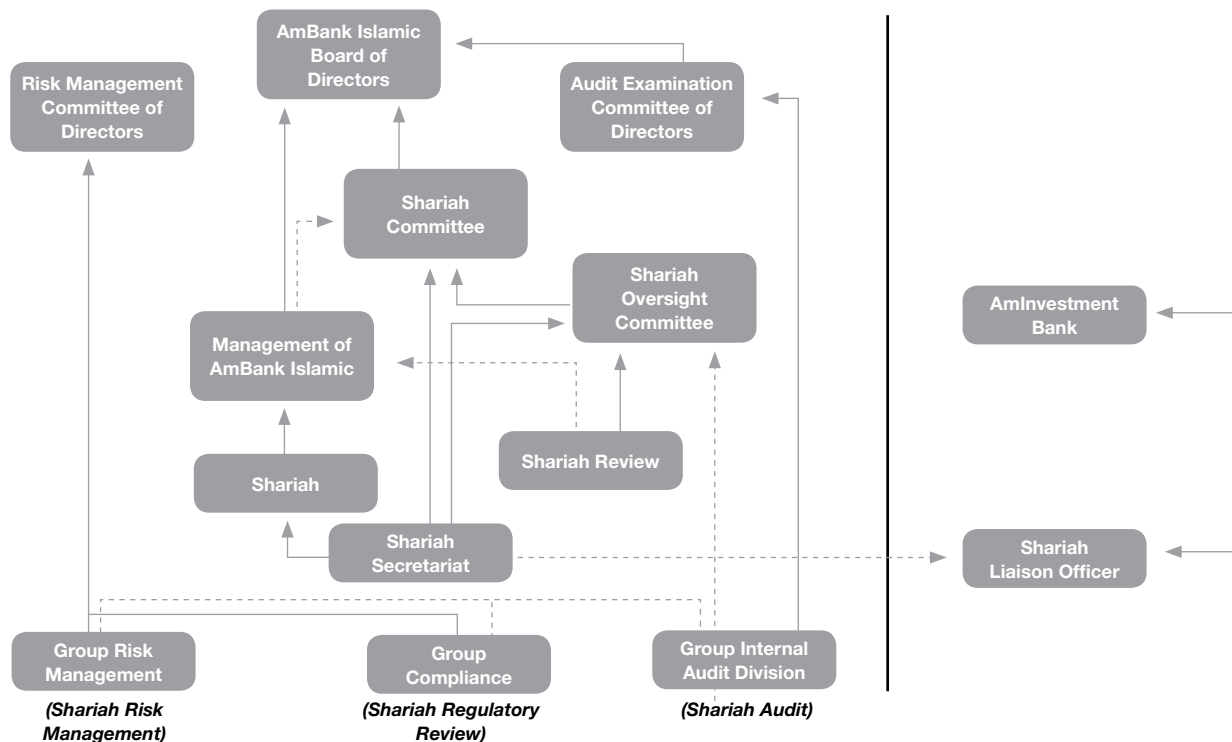 AmBank Islamic
Board of
Directors
Risk Management
Committee of
Directors
Audit Examination
Committee of
Directors
Shariah
Committee
Shariah
Oversight
Committee
AmInvestment
Bank
Management of
AmBank Islamic
Shariah Review
Shariah
Shariah
Secretariat
Shariah
Liaison Officer
Group Risk
Management
Group
Compliance
Group Internal
Audit Division
(Shariah Risk
Management)
(Shariah Regulatory
Review)
(Shariah Audit)